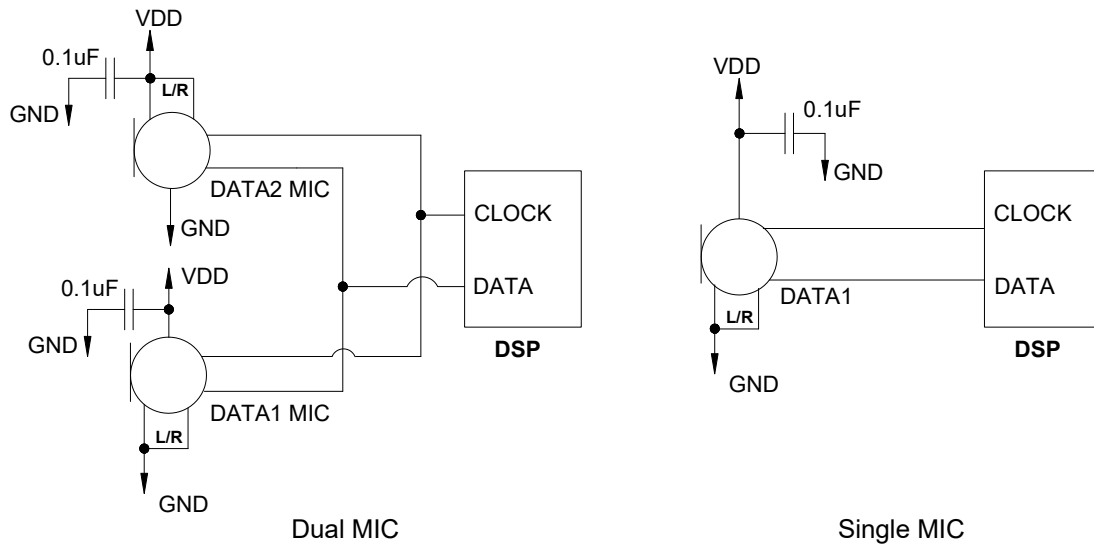 VDD
0.1uF
L/R
GND
DATA2 MIC
GND
CLOCK
DATA
DSP
VDD
0.1uF
GND
DATA1 MIC
L/R
GND
Dual MIC
VDD
0.1uF
GND
CLOCK
DATA
DATA1
L/R
DSP
GND
Single MIC